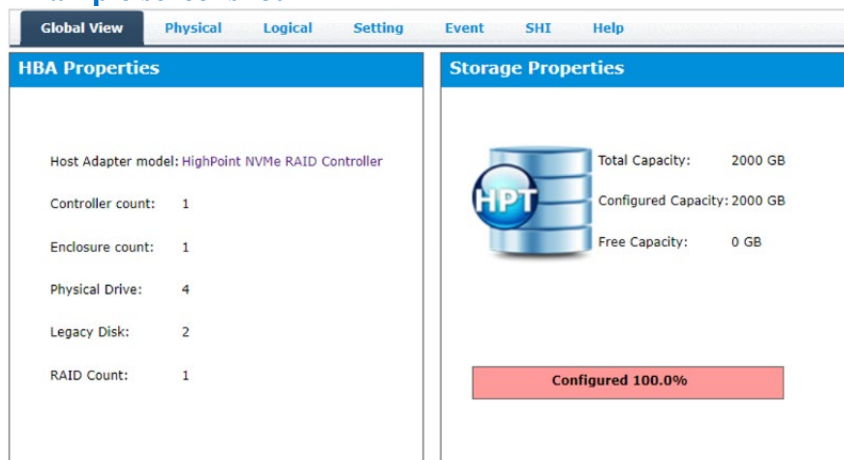 Global View Physical Logical Setting Event SHI Help
HBA Properties
Host Adapter model: HighPoint NVMe RAID Controller
Controller count: 1
Enclosure count: 1
Physical Drive: 4
Legacy Disk: 2
RAID Count: 1
Storage Properties
HPT
Total Capacity: 2000 GB
Configured Capacity: 2000 GB
Free Capacity: 0 GB
Configured 100.0%